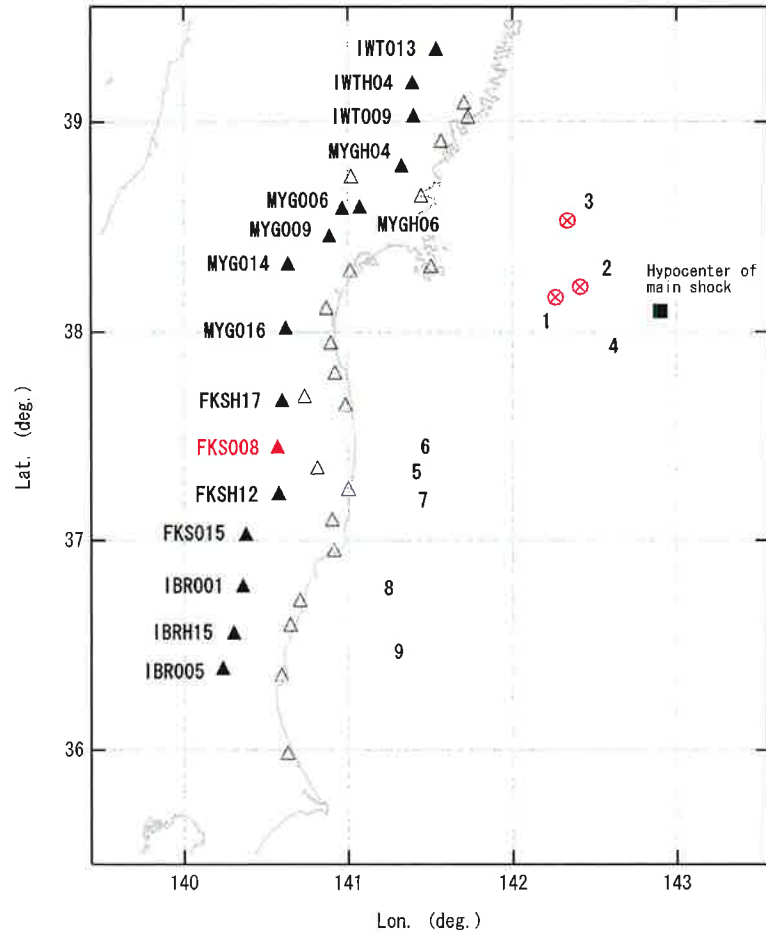 IWT013
IWTH04
IWT009
39
MYGH04
MYG006
3
MYGH06
MYG009
MYG014
2
Hypocenter of
main shock
1
38
MYG016
4
FKSH17
Lat. (deg.)
FKS008
6
5
FKSH12
7
FKS015
37
IBR001
8
IBRH15
9
IBR005
36
140
141
142
143
Lon. (deg.)